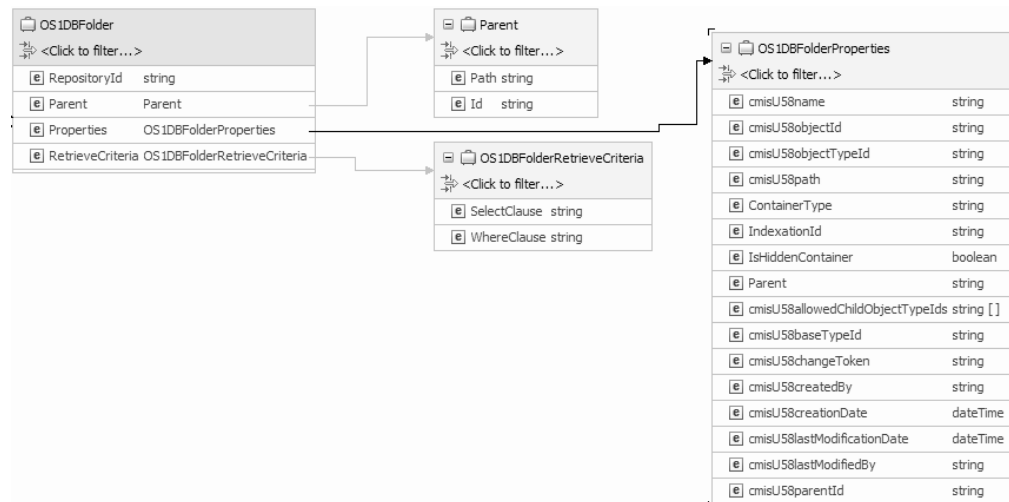 OS1DBFolder
<Click to filter...>
e RepositoryId string
e Parent Parent
e Properties OS1DBFolderProperties
e RetrieveCriteria OS1DBFolderRetrieveCriteria
Parent
<Click to filter...>
e Path string
e Id string
OS1DBFolderRetrieveCriteria
<Click to filter...>
e SelectClause string
e WhereClause string
OS1DBFolderProperties
<Click to filter...>
e cmisU58name string
e cmisU58objectId string
e cmisU58objectTypeId string
e cmisU58path string
e ContainerType string
e IndexationId string
e IsHiddenContainer boolean
e Parent string
e cmisU58allowedChildObjectTypeIds string []
e cmisU58baseTypeId string
e cmisU58changeToken string
e cmisU58createdBy string
e cmisU58creationDate dateTime
e cmisU58lastModificationDate dateTime
e cmisU58lastModifiedBy string
e cmisU58parentId string